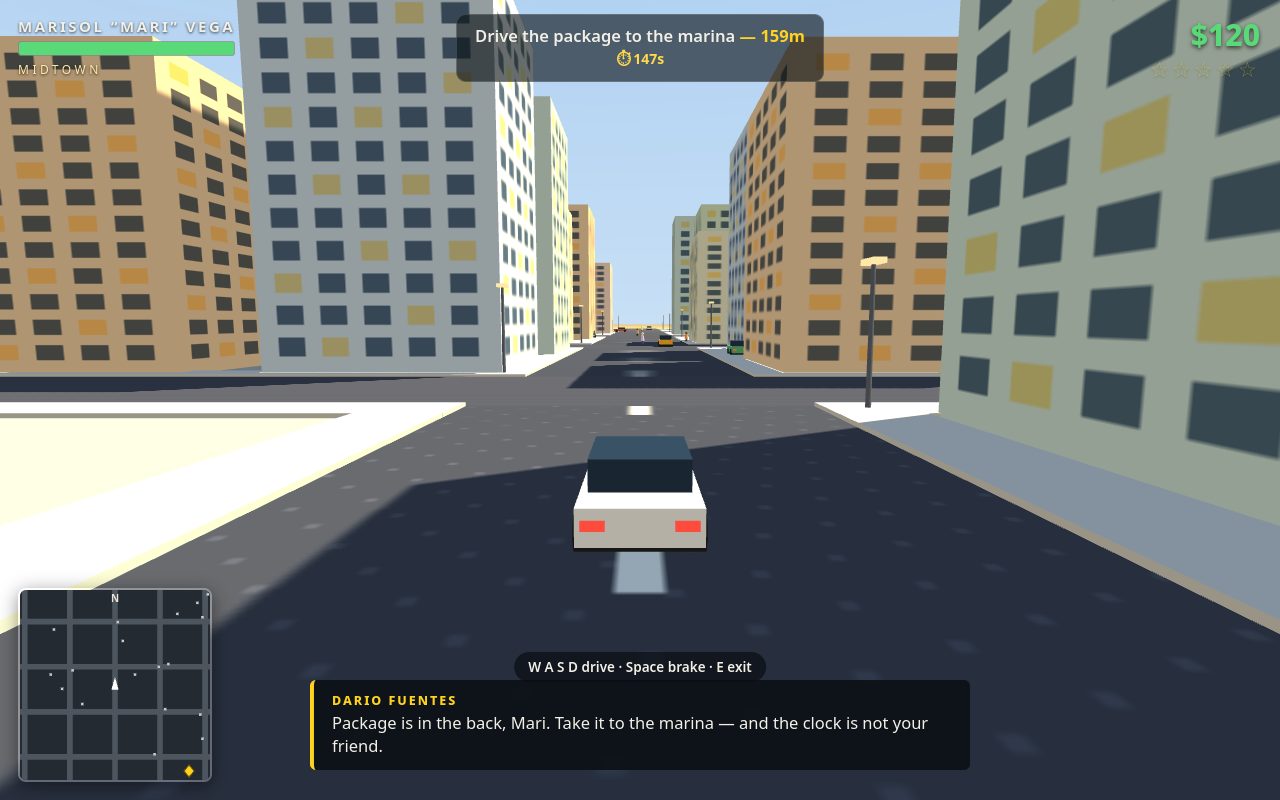 MARISOL “MARI” VEGA
MIDTOWN
Drive the package to the marina — 159m
⏱147s
$120
☆☆☆☆☆
N
W A S D drive · Space brake · E exit
DARIO FUENTES
Package is in the back, Mari. Take it to the marina — and the clock is not your
friend.